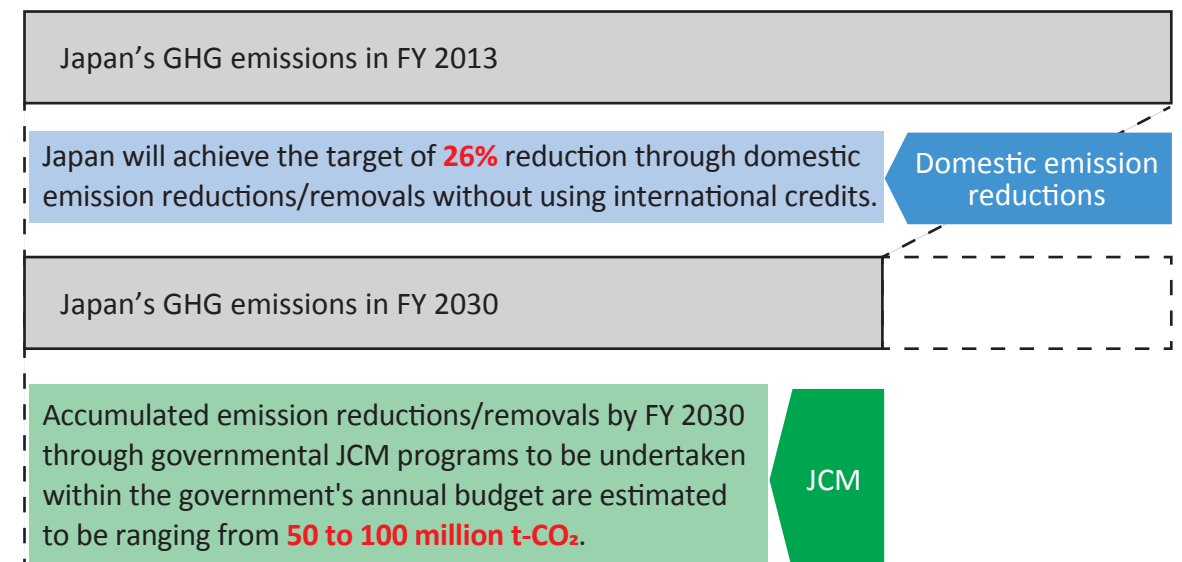 Japan’s GHG emissions in FY 2013
Japan will achieve the target of 26% reduction through domestic
emission reductions/removals without using international credits.
Domestic emission
reductions
Japan’s GHG emissions in FY 2030
Accumulated emission reductions/removals by FY 2030
through governmental JCM programs to be undertaken
within the government's annual budget are estimated
to be ranging from 50 to 100 million t-CO₂.
JCM